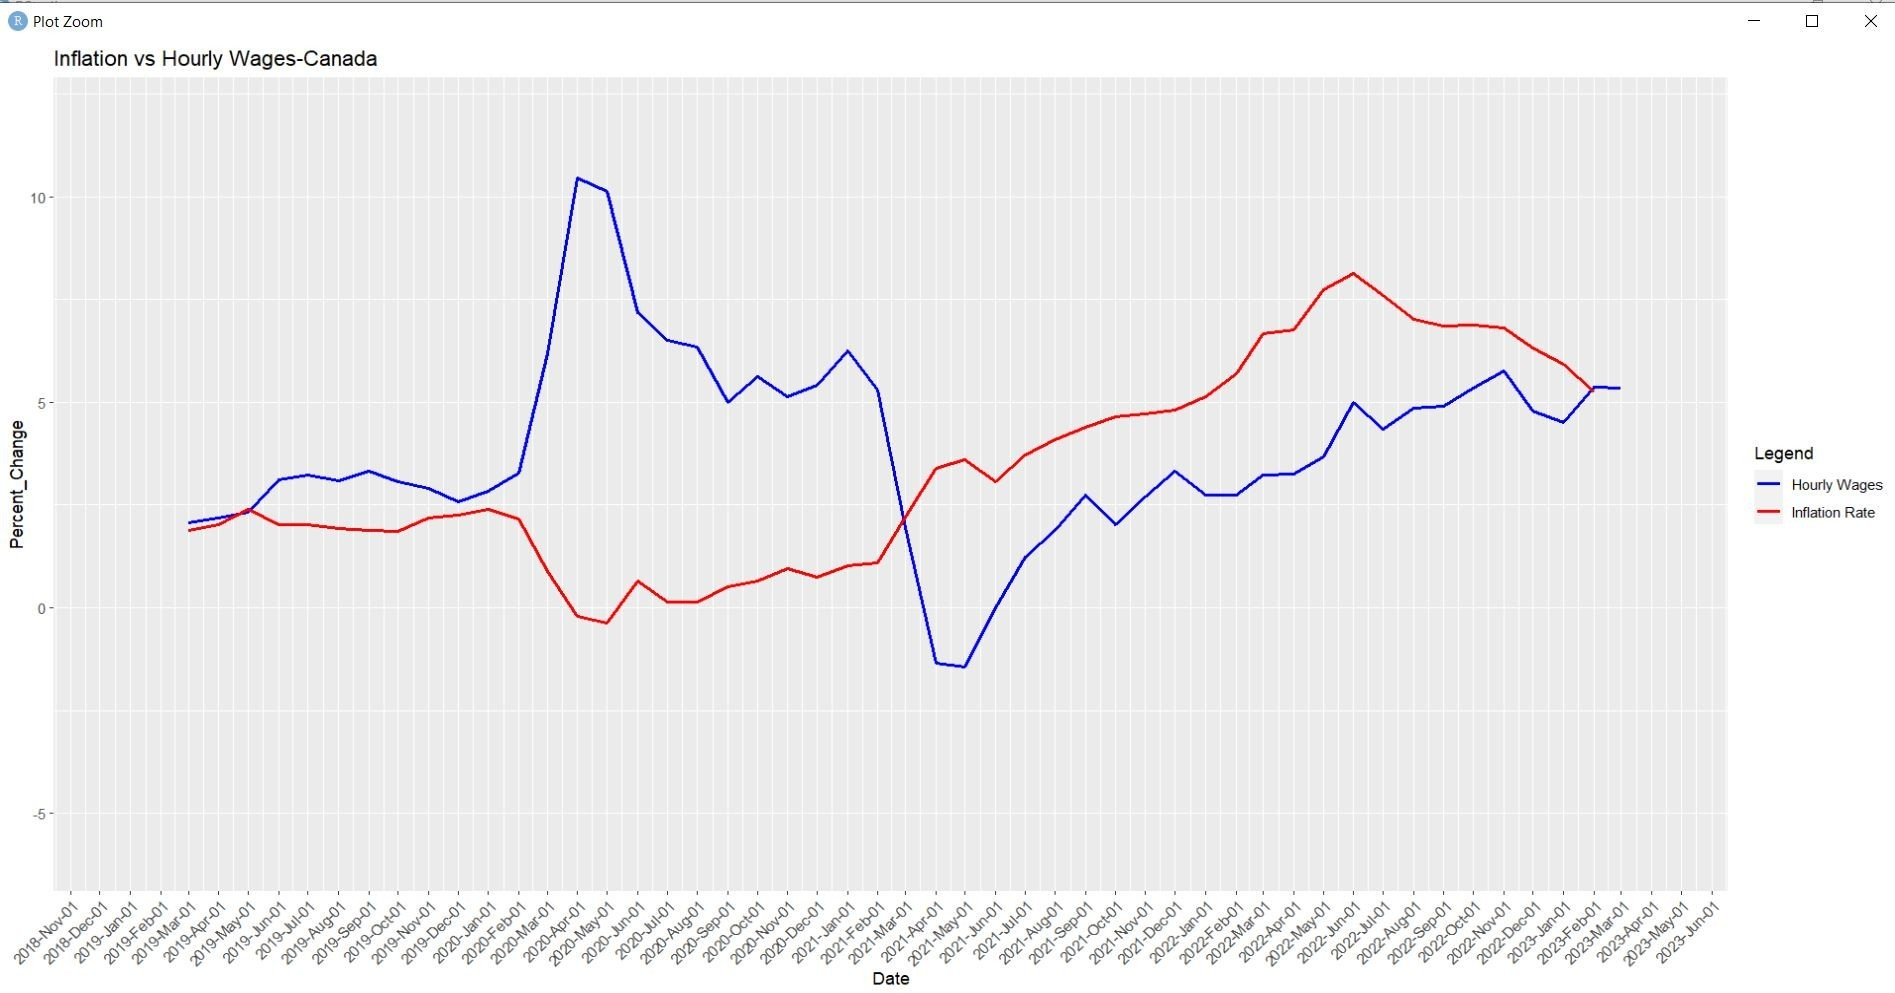 Plot Zoom
Inflation vs Hourly Wages-Canada
Percent_Change
10
5
0
-5
2018-Nov-01
2018-Dec-01
2019-Jan-01
2019-Feb-01
2019-Mar-01
2019-Apr-01
2019-May-01
2019-Jun-01
2019-Jul-01
2019-Aug-01
2019-Sep-01
2019-Oct-01
2019-Nov-01
2019-Dec-01
2020-Jan-01
2020-Feb-01
2020-Mar-01
2020-Apr-01
2020-May-01
2020-Jun-01
2020-Jul-01
2020-Aug-01
2020-Sep-01
2020-Oct-01
2020-Nov-01
2020-Dec-01
2021-Jan-01
2021-Feb-01
2021-Mar-01
2021-Apr-01
2021-May-01
2021-Jun-01
2021-Jul-01
2021-Aug-01
2021-Sep-01
2021-Oct-01
2021-Nov-01
2021-Dec-01
2022-Jan-01
2022-Feb-01
2022-Mar-01
2022-Apr-01
2022-May-01
2022-Jun-01
2022-Jul-01
2022-Aug-01
2022-Sep-01
2022-Oct-01
2022-Nov-01
2022-Dec-01
2023-Jan-01
2023-Feb-01
2023-Mar-01
2023-Apr-01
2023-May-01
2023-Jun-01
Date
Legend
Hourly Wages
Inflation Rate